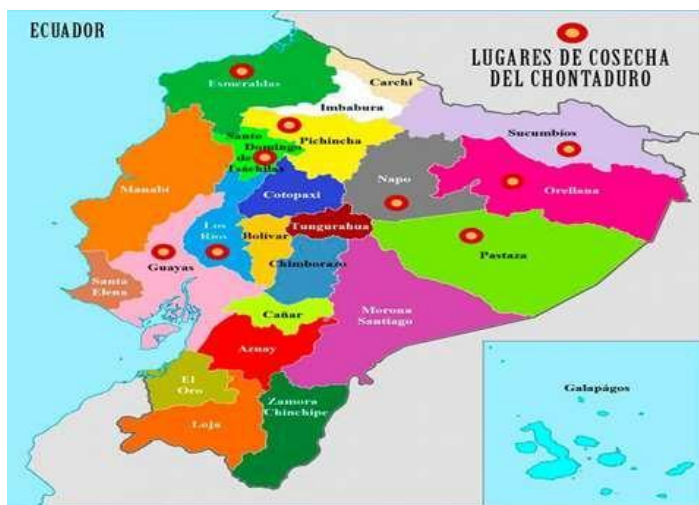 ECUADOR
LUGARES DE COSECHA
DEL CHONTADURO
Esmeraldas
Carchi
Imbabura
Santo
Domingo
de
Tsáchilas
Pichincha
Sucumbíos
Manabí
Cotopaxi
Napo
Orellana
Los
Ríos
Bolívar
Tungurahua
Guayas
Chimborazo
Pastaza
Santa
Elena
Cañar
Morona
Santiago
Azuay
El
Oro
Loja
Zamora
Chinchipe
Galapágos